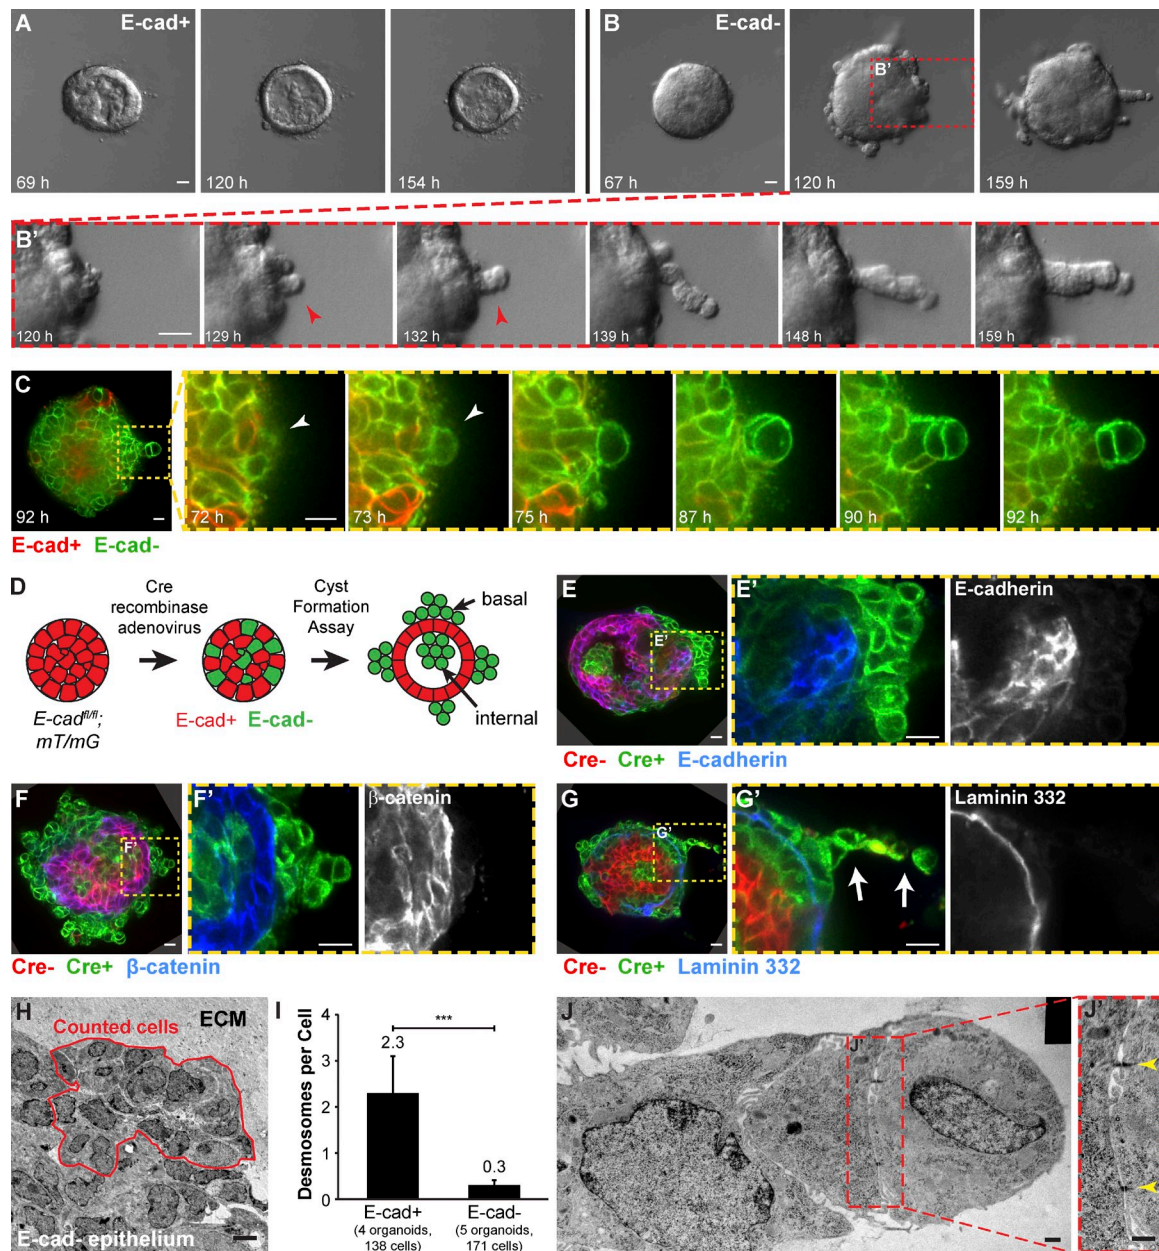 A E-cad+
69 h 120 h 154 h
B E-cad-
B'
67 h 120 h 159 h
B'
120 h 129 h 132 h 139 h 148 h 159 h
C
92 h 72 h 73 h 75 h 87 h 90 h 92 h
E-cad+ E-cad-
D
Cre
recombinase
adenovirus
Cyst
Formation
Assay
basal
internal
E-cadfl/fl;
mT/mG
E-cad+ E-cad-
E E' E' E-cadherin
Cre- Cre+ E-cadherin
F F' F' β-catenin
Cre- Cre+ β-catenin
G G' G' Laminin 332
Cre- Cre+ Laminin 332
H
Counted cells
ECM
E-cad- epithelium
I
Desmosomes per Cell
4
3
2
1
0
***
2.3
0.3
E-cad+ E-cad-
(4 organoids, (5 organoids,
138 cells) 171 cells)
J J' J'